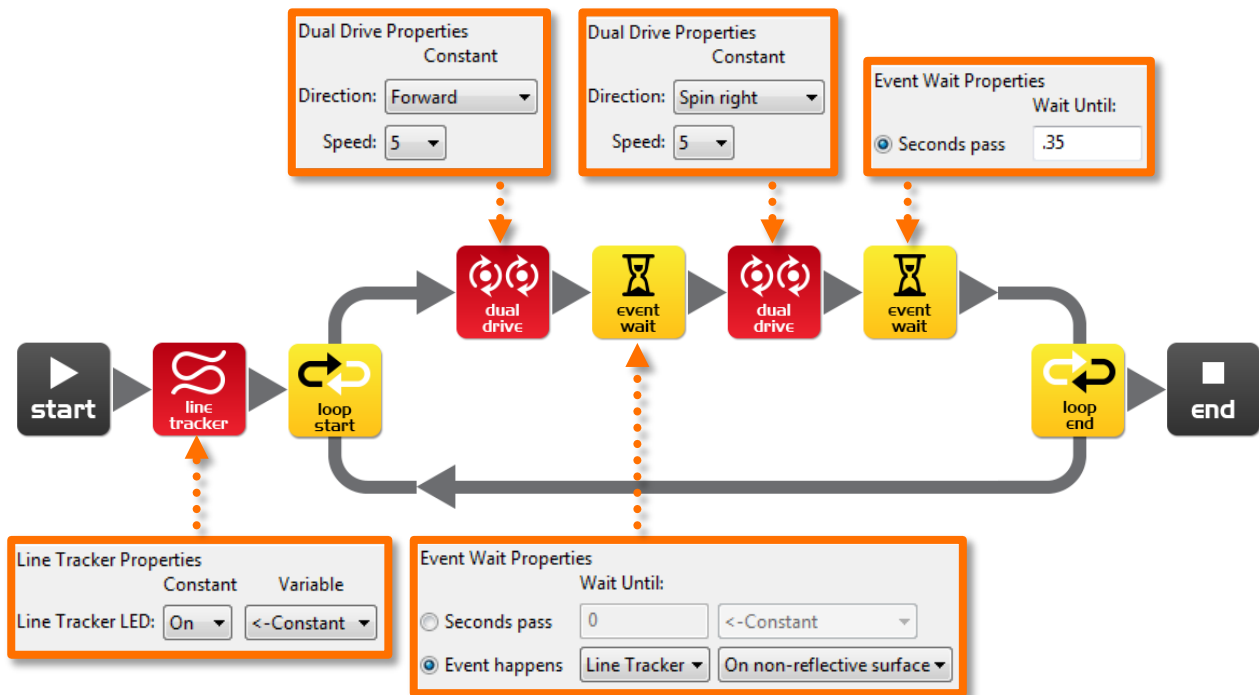 Dual Drive Properties
Constant
Direction: Forward
Speed: 5
Dual Drive Properties
Constant
Direction: Spin right
Speed: 5
Event Wait Properties
Wait Until:
Seconds pass .35
dual
drive
event
wait
dual
drive
event
wait
start
line
tracker
loop
start
loop
end
end
Line Tracker Properties
Constant Variable
Line Tracker LED: On <-Constant
Event Wait Properties
Wait Until:
Seconds pass 0 <-Constant
Event happens Line Tracker On non-reflective surface